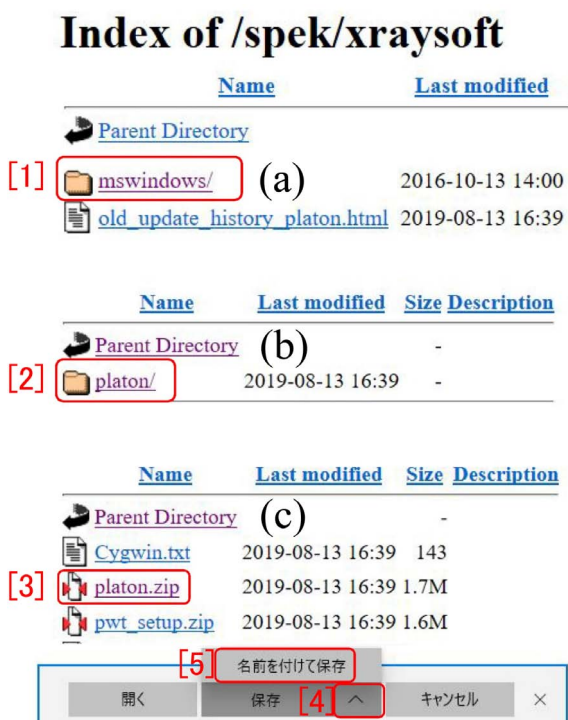 Index of /spek/xraysoft
Name Last modified
Parent Directory
[1] mswindows/ (a) 2016-10-13 14:00
old_update_history_platon.html 2019-08-13 16:39
Name Last modified Size Description
Parent Directory (b) -
[2] platon/ 2019-08-13 16:39 -
Name Last modified Size Description
Parent Directory (c) -
Cygwin.txt 2019-08-13 16:39 143
[3] platon.zip 2019-08-13 16:39 1.7M
pwt_setup.zip 2019-08-13 16:39 1.6M
[5] 名前を付けて保存
開く 保存 [4] ^ キャンセル ×